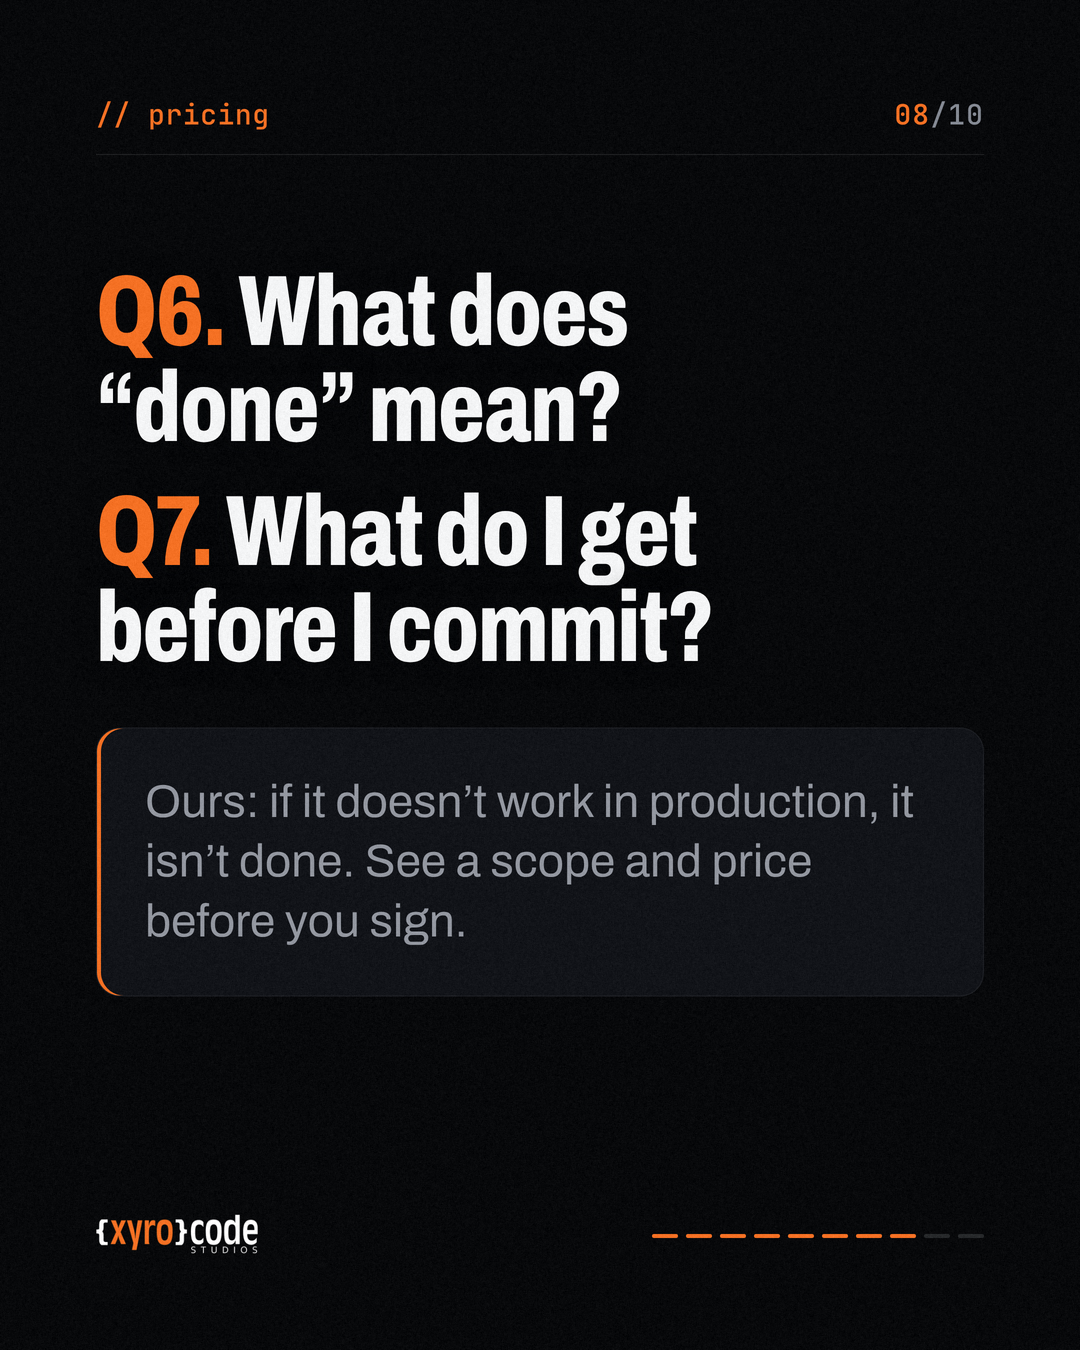 // pricing
08/10
Q6. What does
“done” mean?
Q7. What do I get
before I commit?
Ours: if it doesn’t work in production, it
isn’t done. See a scope and price
before you sign.
{xyro}code
STUDIOS